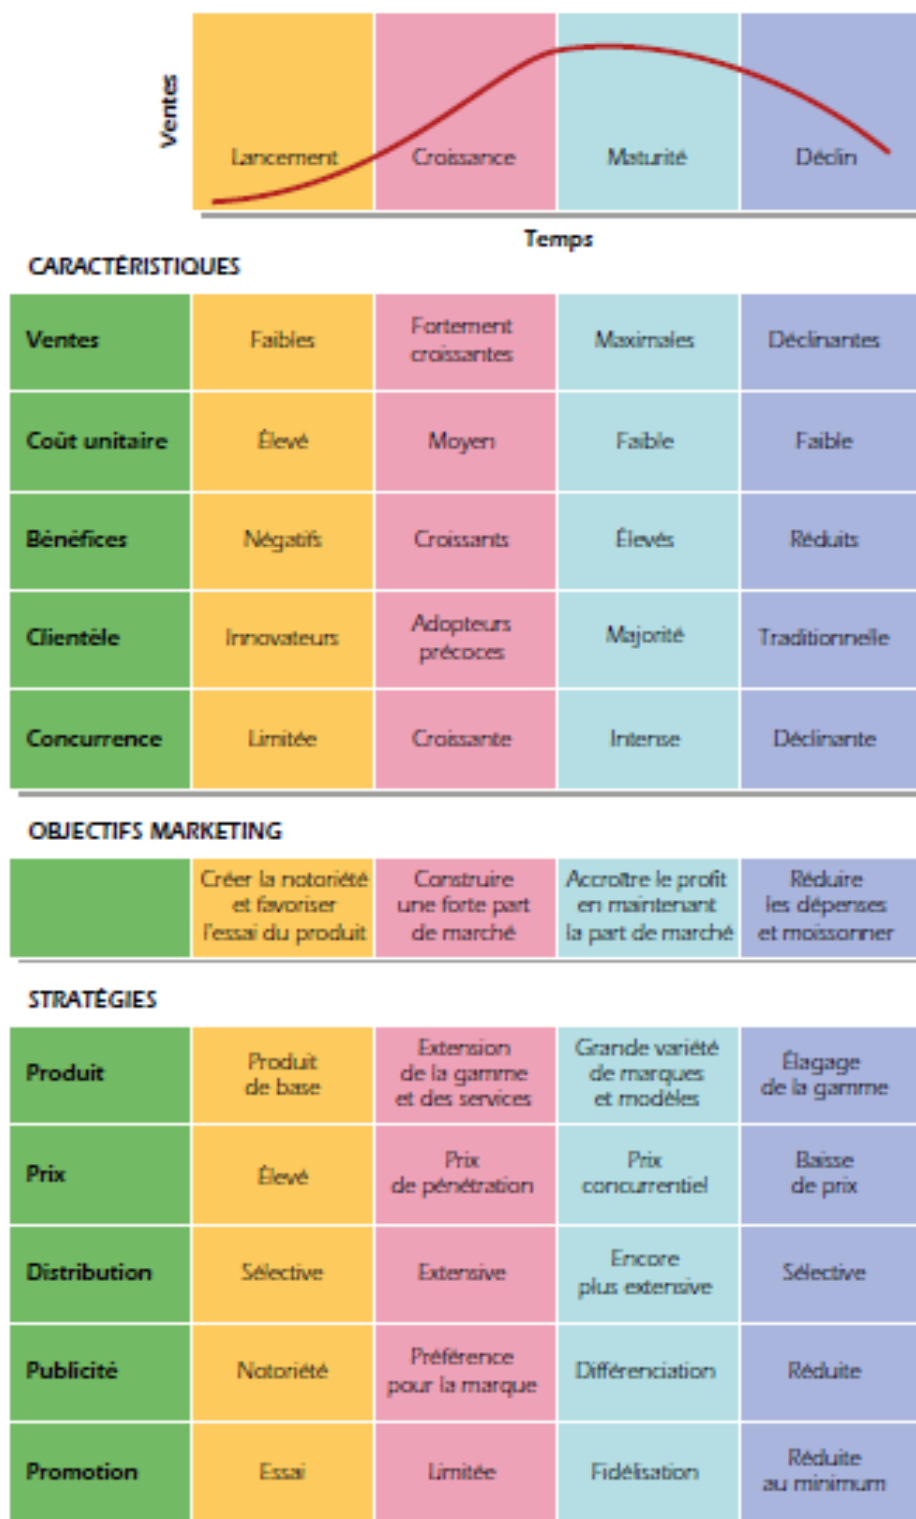 Ventes
Lancement
Croissance
Maturité
Déclin
Temps
CARACTÉRISTIQUES
Ventes
Faibles
Fortement
croissantes
Maximales
Déclinantes
Coût unitaire
Élevé
Moyen
Faible
Faible
Bénéfices
Négatifs
Croissants
Élevés
Réduits
Clientèle
Innovateurs
Adopteurs
précoces
Majorité
Traditionnelle
Concurrence
Limitée
Croissante
Intense
Déclinante
OBJECTIFS MARKETING
Créer la notoriété
et favoriser
l'essai du produit
Construire
une forte part
de marché
Accroître le profit
en maintenant
la part de marché
Réduire
les dépenses
et moissonner
STRATÉGIES
Produit
Produit
de base
Extension
de la gamme
et des services
Grande variété
de marques
et modèles
Élagage
de la gamme
Prix
Élevé
Prix
de pénétration
Prix
concurrentiel
Baisse
de prix
Distribution
Sélective
Extensive
Encore
plus extensive
Sélective
Publicité
Notoriété
Préférence
pour la marque
Différenciation
Réduite
Promotion
Essai
Limitée
Fidélisation
Réduite
au minimum